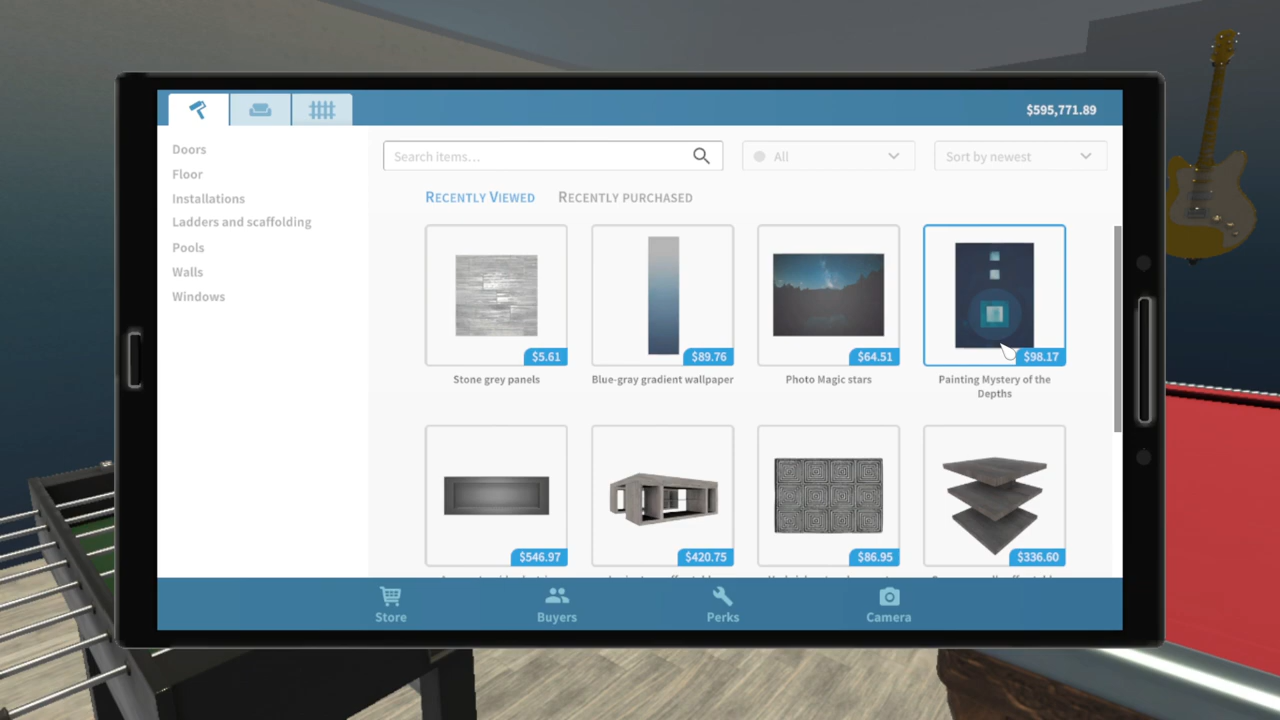 $595,771.89
Doors
Floor
Installations
Ladders and scaffolding
Pools
Walls
Windows
Search items...
All
Sort by newest
RECENTLY VIEWED
RECENTLY PURCHASED
$5.61
$89.76
$64.51
$98.17
Stone grey panels
Blue-gray gradient wallpaper
Photo Magic stars
Painting Mystery of the
Depths
$546.97
$420.75
$86.95
$336.60
Store
Buyers
Perks
Camera